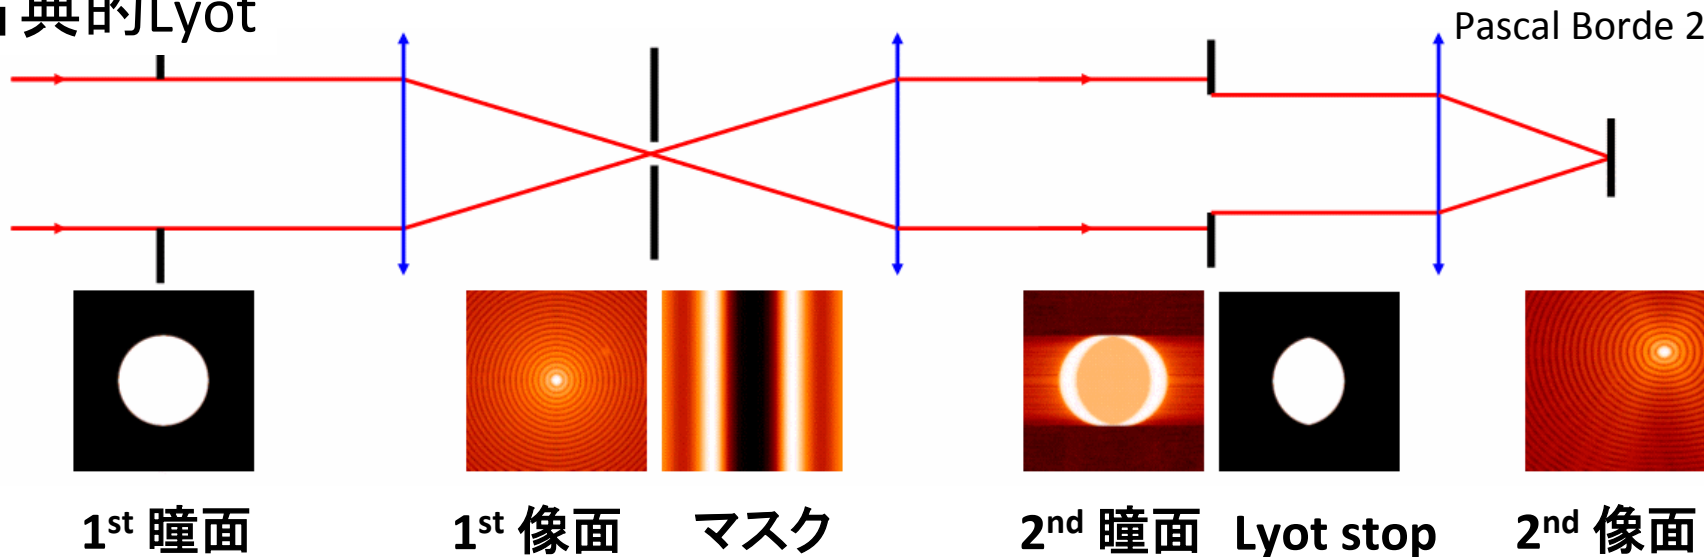 典的Lyot
Pascal Borde 2
1st 瞳面
1st 像面
マスク
2nd 瞳面
Lyot stop
2nd 像面